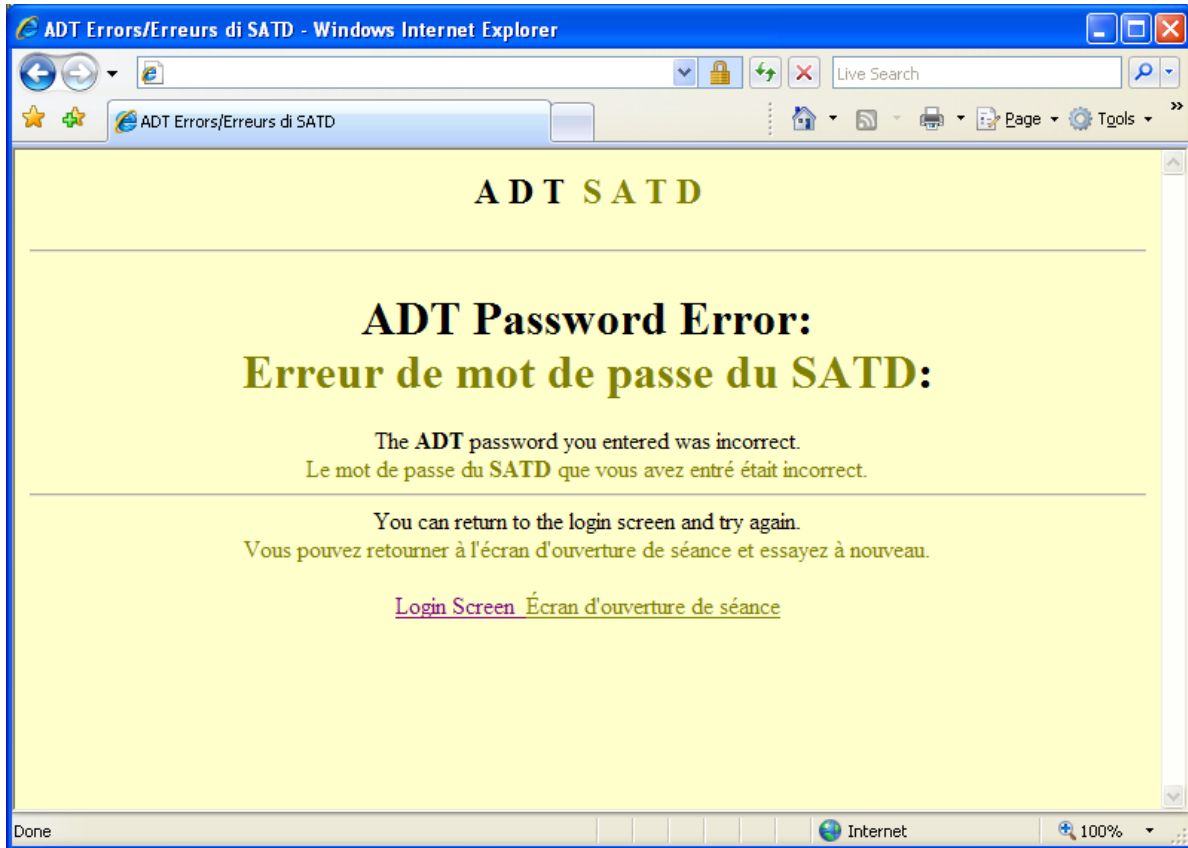 ADT Errors/Erreurs di SATD - Windows Internet Explorer
Live Search
ADT Errors/Erreurs di SATD
Page
Tools
A D T S A T D
ADT Password Error:
Erreur de mot de passe du SATD:
The ADT password you entered was incorrect.
Le mot de passe du SATD que vous avez entré était incorrect.
You can return to the login screen and try again.
Vous pouvez retourner à l'écran d'ouverture de séance et essayez à nouveau.
Login Screen Écran d'ouverture de séance
Done
Internet
100%